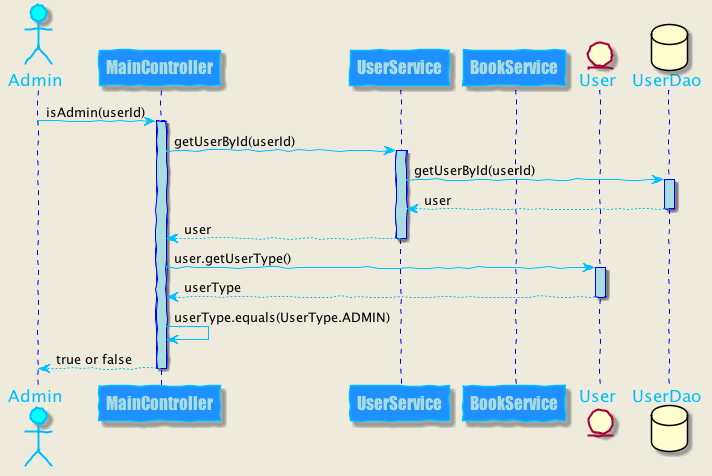 Admin
MainController
UserService
BookService
User
UserDao
isAdmin(userId)
getUserById(userId)
getUserById(userId)
user
user
user.getUserType()
userType
userType.equals(UserType.ADMIN)
true or false
Admin
MainController
UserService
BookService
User
UserDao